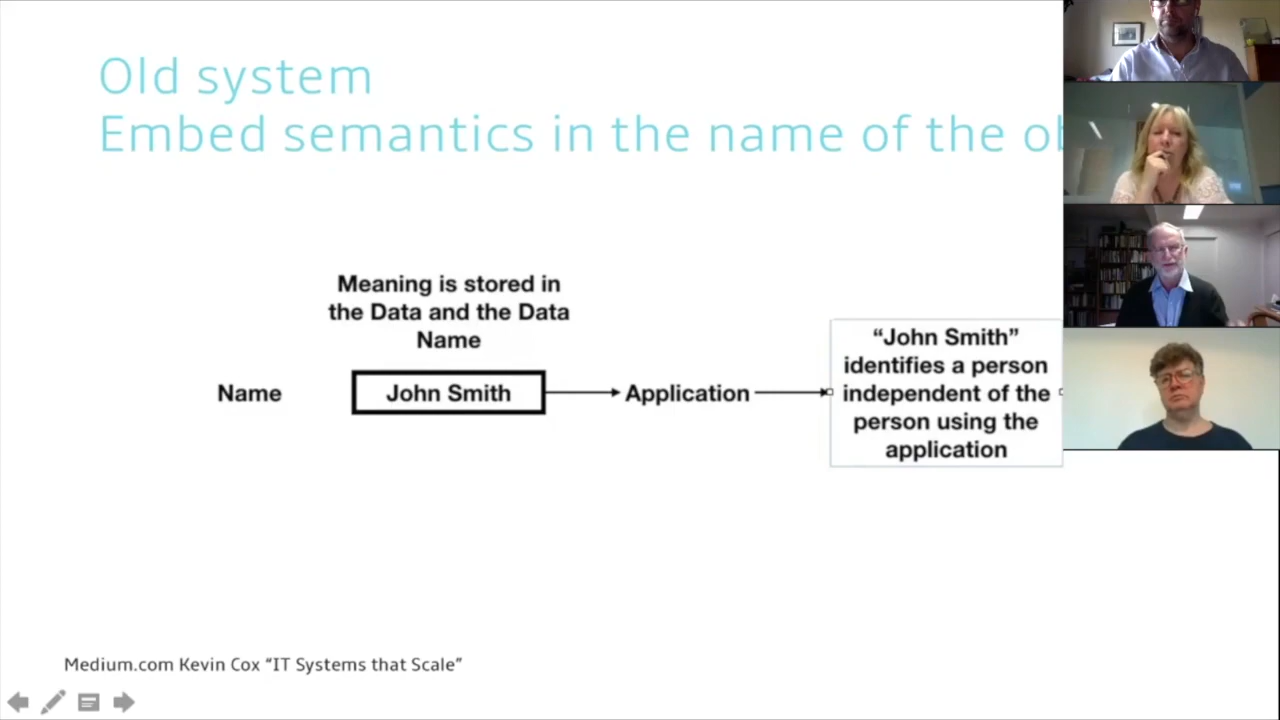 Old system
Embed semantics in the name of the
Meaning is stored in
the Data and the Data
Name
Name
John Smith
Application
“John Smith”
identifies a person
independent of the
person using the
application
Medium.com Kevin Cox “IT Systems that Scale”